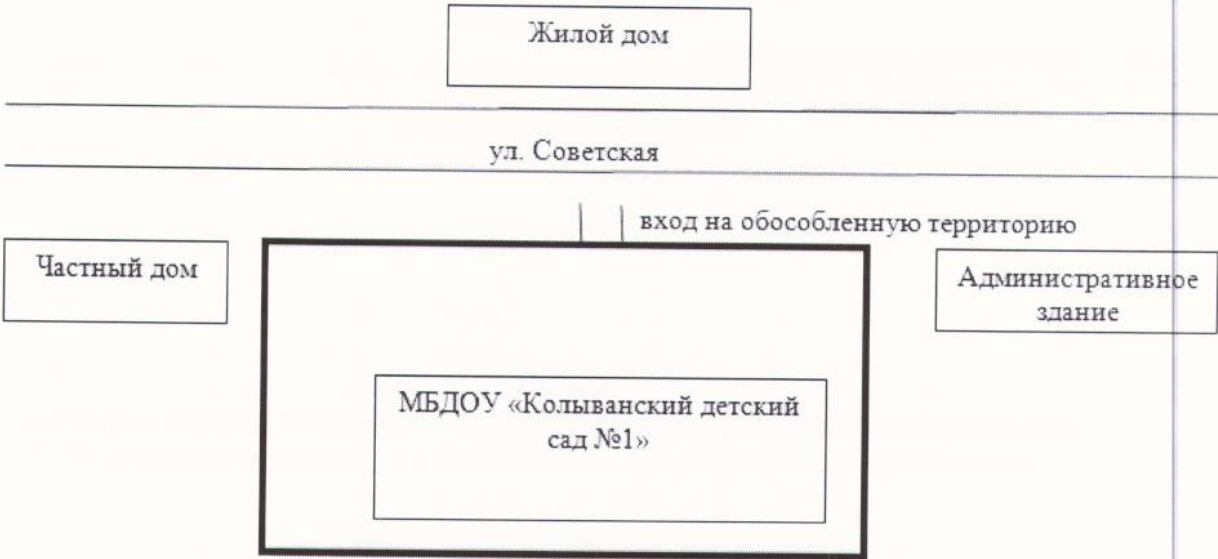 Жилой дом
ул. Советская
вход на обособленную территорию
Частный дом
Административное
здание
МБДОУ «Колыванский детский
сад №1»